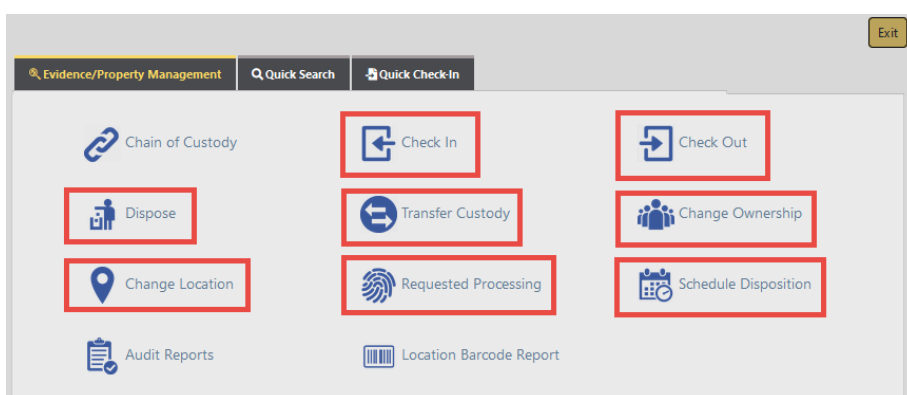 Exit
Evidence/Property Management Quick Search Quick Check-In
Chain of Custody Check In Check Out
Dispose Transfer Custody Change Ownership
Change Location Requested Processing Schedule Disposition
Audit Reports Location Barcode Report